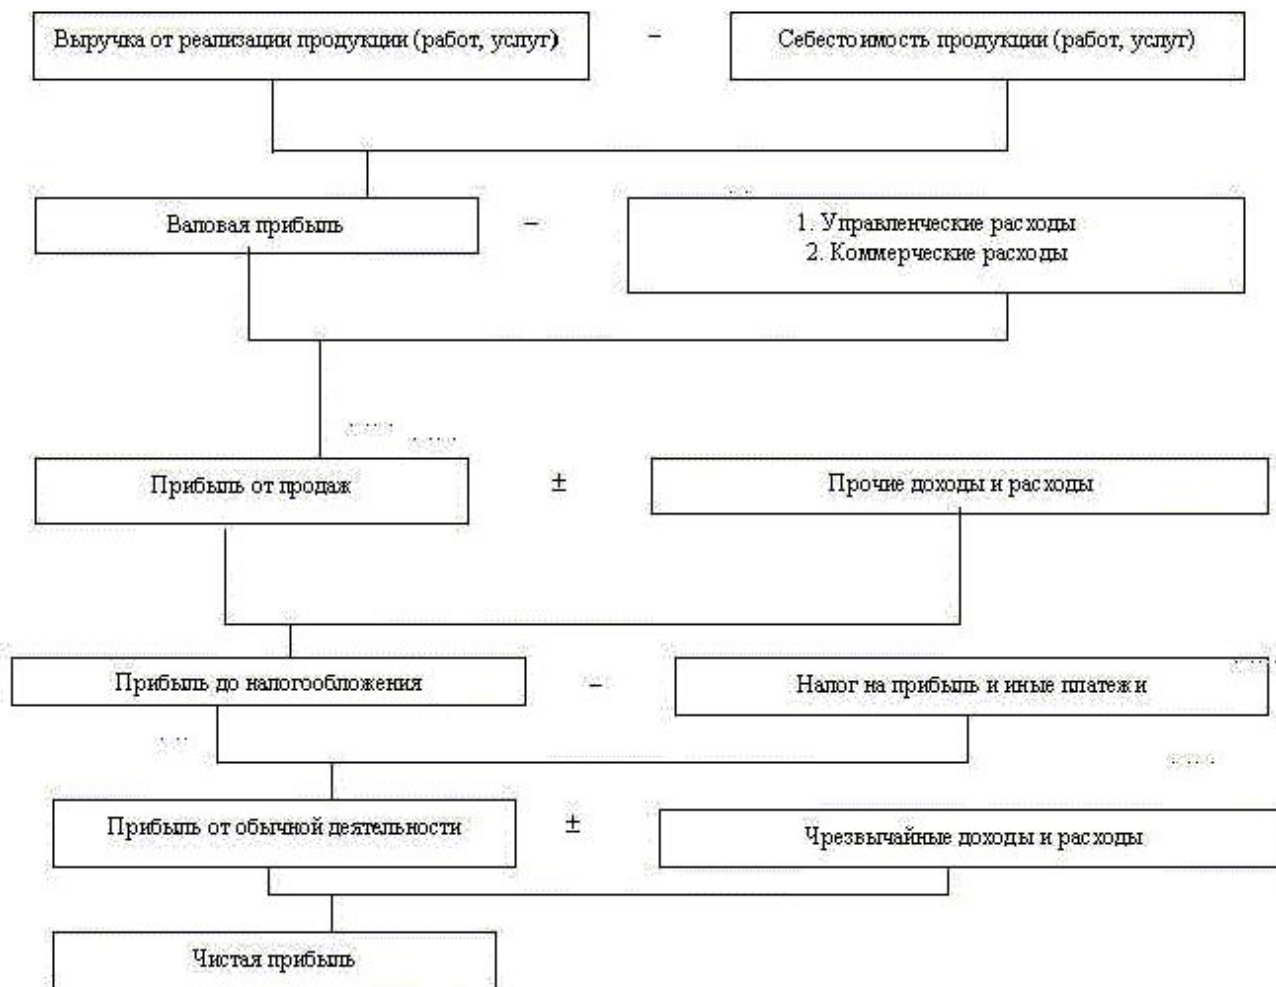 Выручка от реализации продукции (работ, услуг) – Себестоимость продукции (работ, услуг)
Валовая прибыль – 1. Управленческие расходы
2. Коммерческие расходы
Прибыль от продаж ± Прочие доходы и расходы
Прибыль до налогообложения – Налог на прибыль и иные платежи
Прибыль от обычной деятельности ± Чрезвычайные доходы и расходы
Чистая прибыль